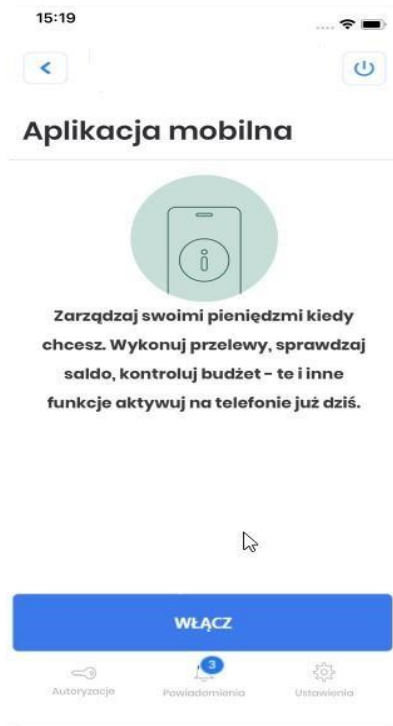 15:19
Aplikacja mobilna
Zarządzaj swoimi pieniędzmi kiedy
chcesz. Wykonuj przelewy, sprawdzaj
saldo, kontroluj budżet – te i inne
funkcje aktywuj na telefonie już dziś.
WŁĄCZ
3
Autoryzacje Powiadomienia Ustawienia